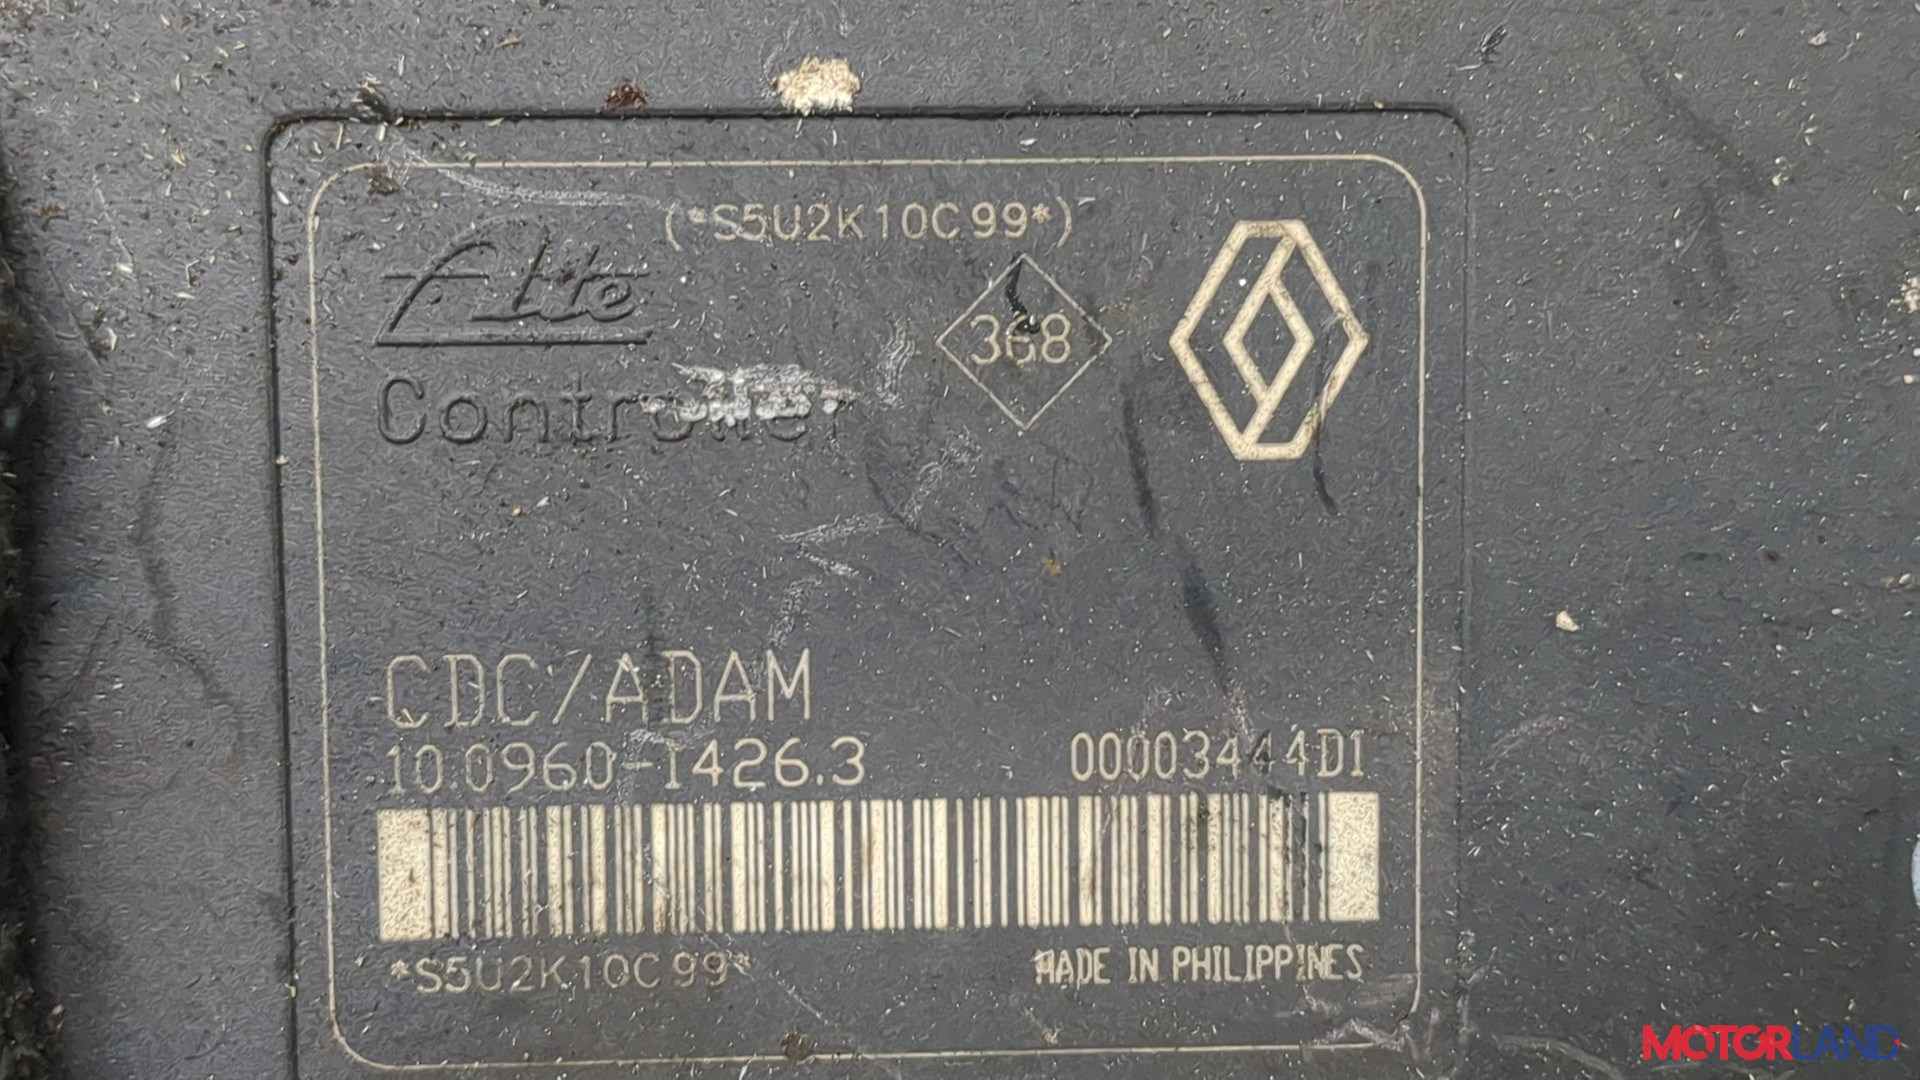 (*S5U2K10C99*)
Ate
368
Controller
CDC/ADAM
10.0960-1426.3
00003444D1
*S5U2K10C99*
MADE IN PHILIPPINES
MOTORLAND